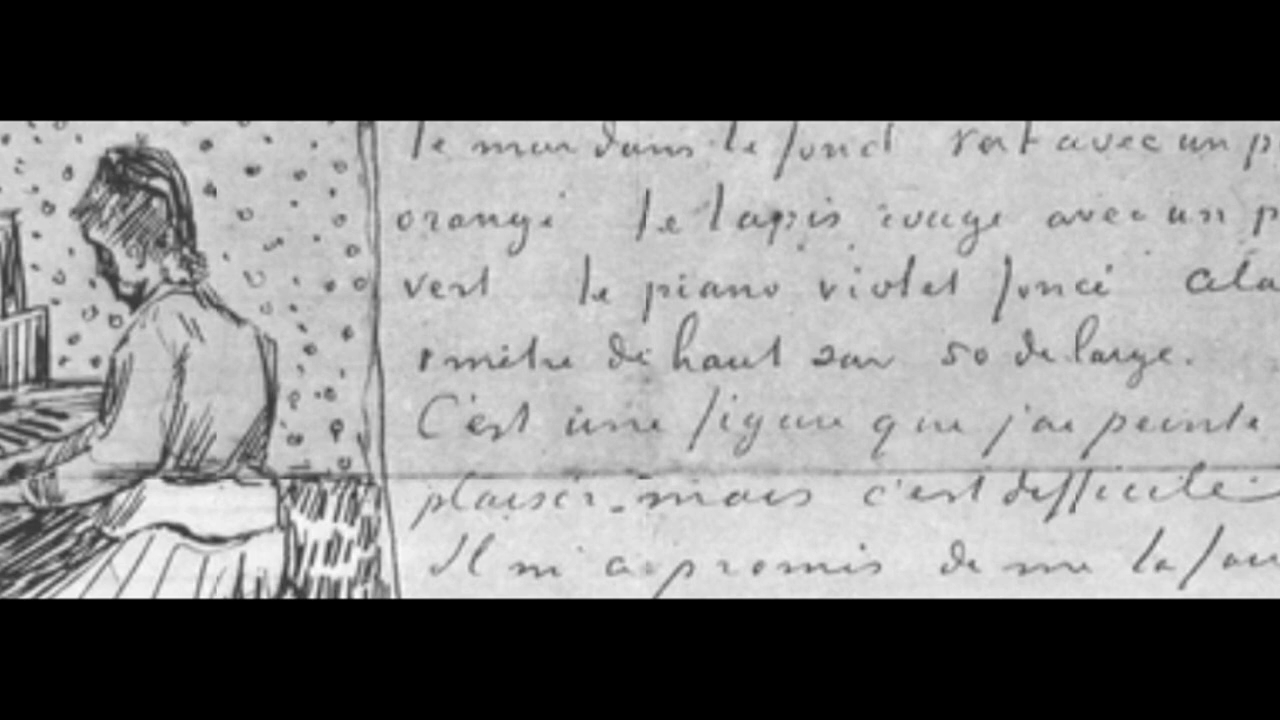 le mur dans le fond vert avec un p
orangé le tapis rouge avec un p
vert le piano violet foncé cela
1 mètre de haut sur 50 de large.
C'est une figure que j'ai peinte
plaisir – mais c'est difficile
Il m'a promis de me la